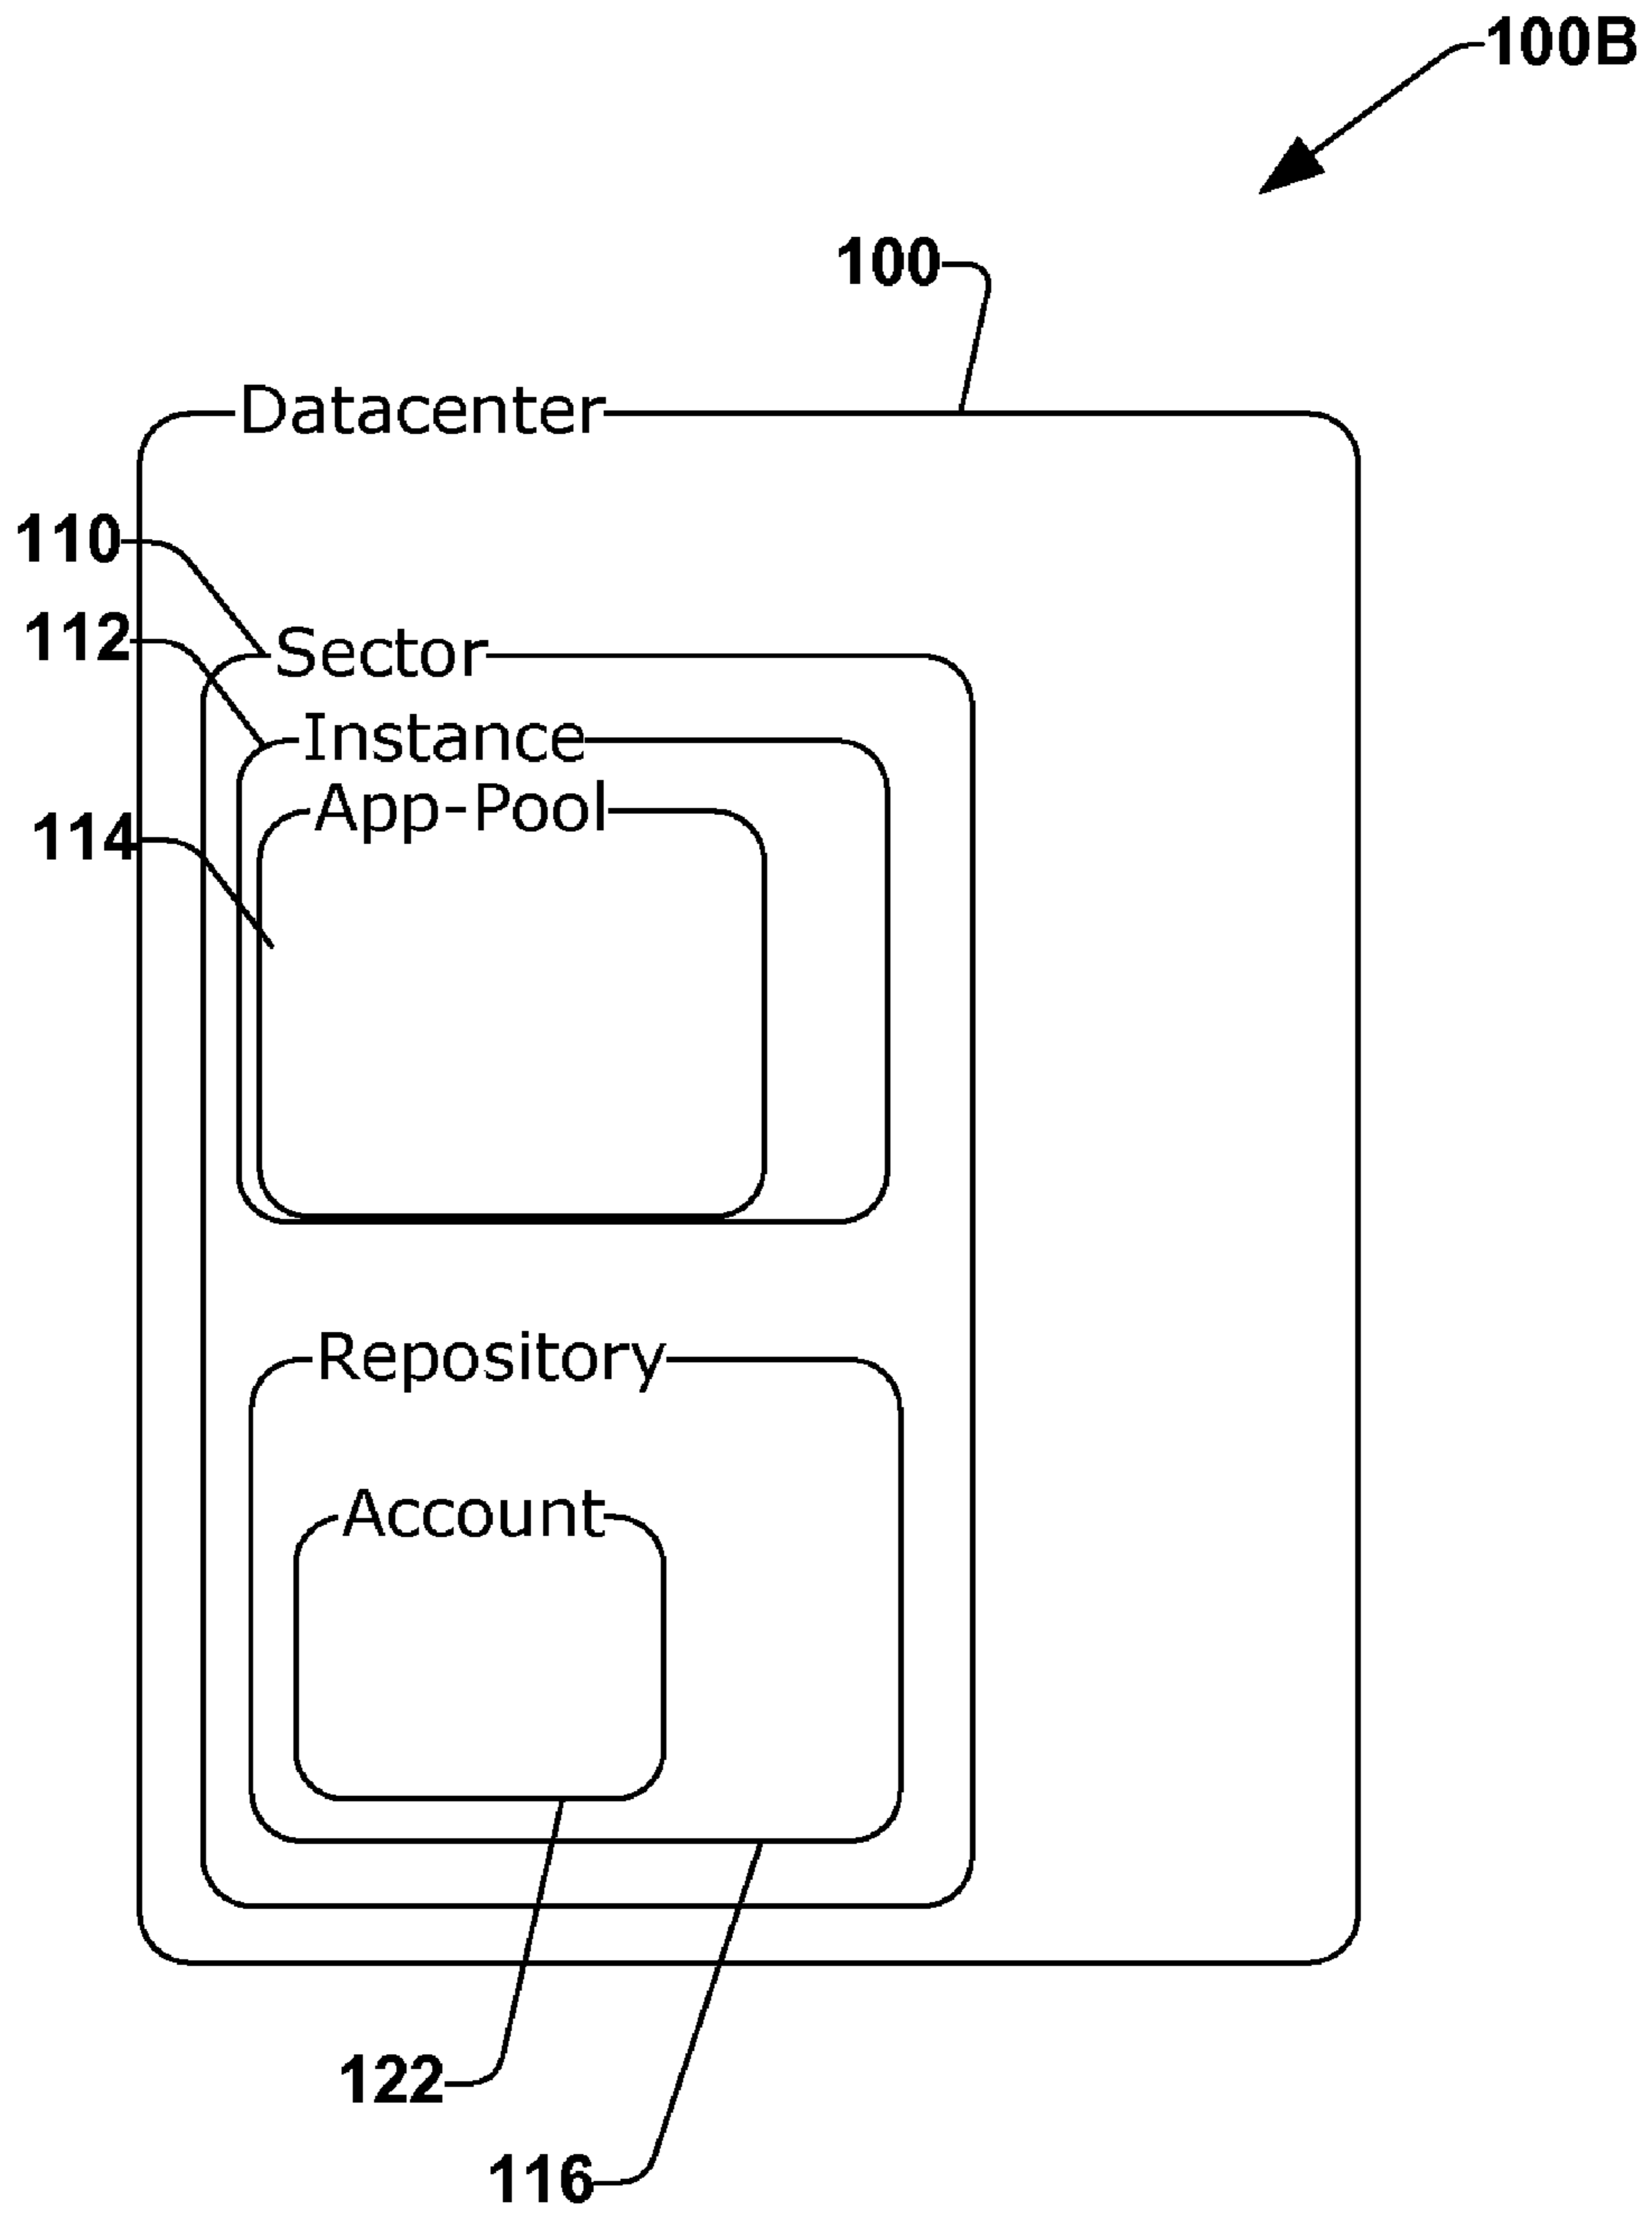 100B
100
Datacenter
110
Sector
112
Instance
App-Pool
114
Repository
Account
122
116